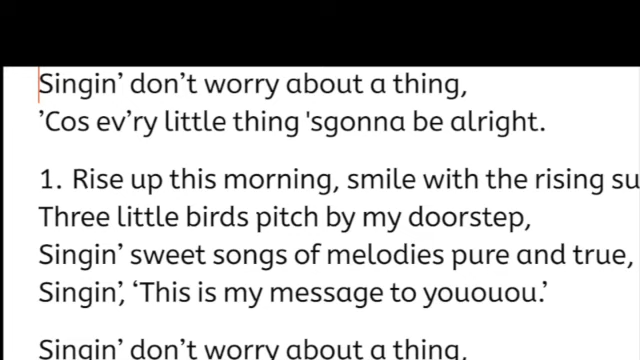 Singin’ don’t worry about a thing,
’Cos ev’ry little thing 'sgonna be alright.
1. Rise up this morning, smile with the rising su
Three little birds pitch by my doorstep,
Singin’ sweet songs of melodies pure and true,
Singin’, ‘This is my message to yououou.’
Singin’ don’t worry about a thing,